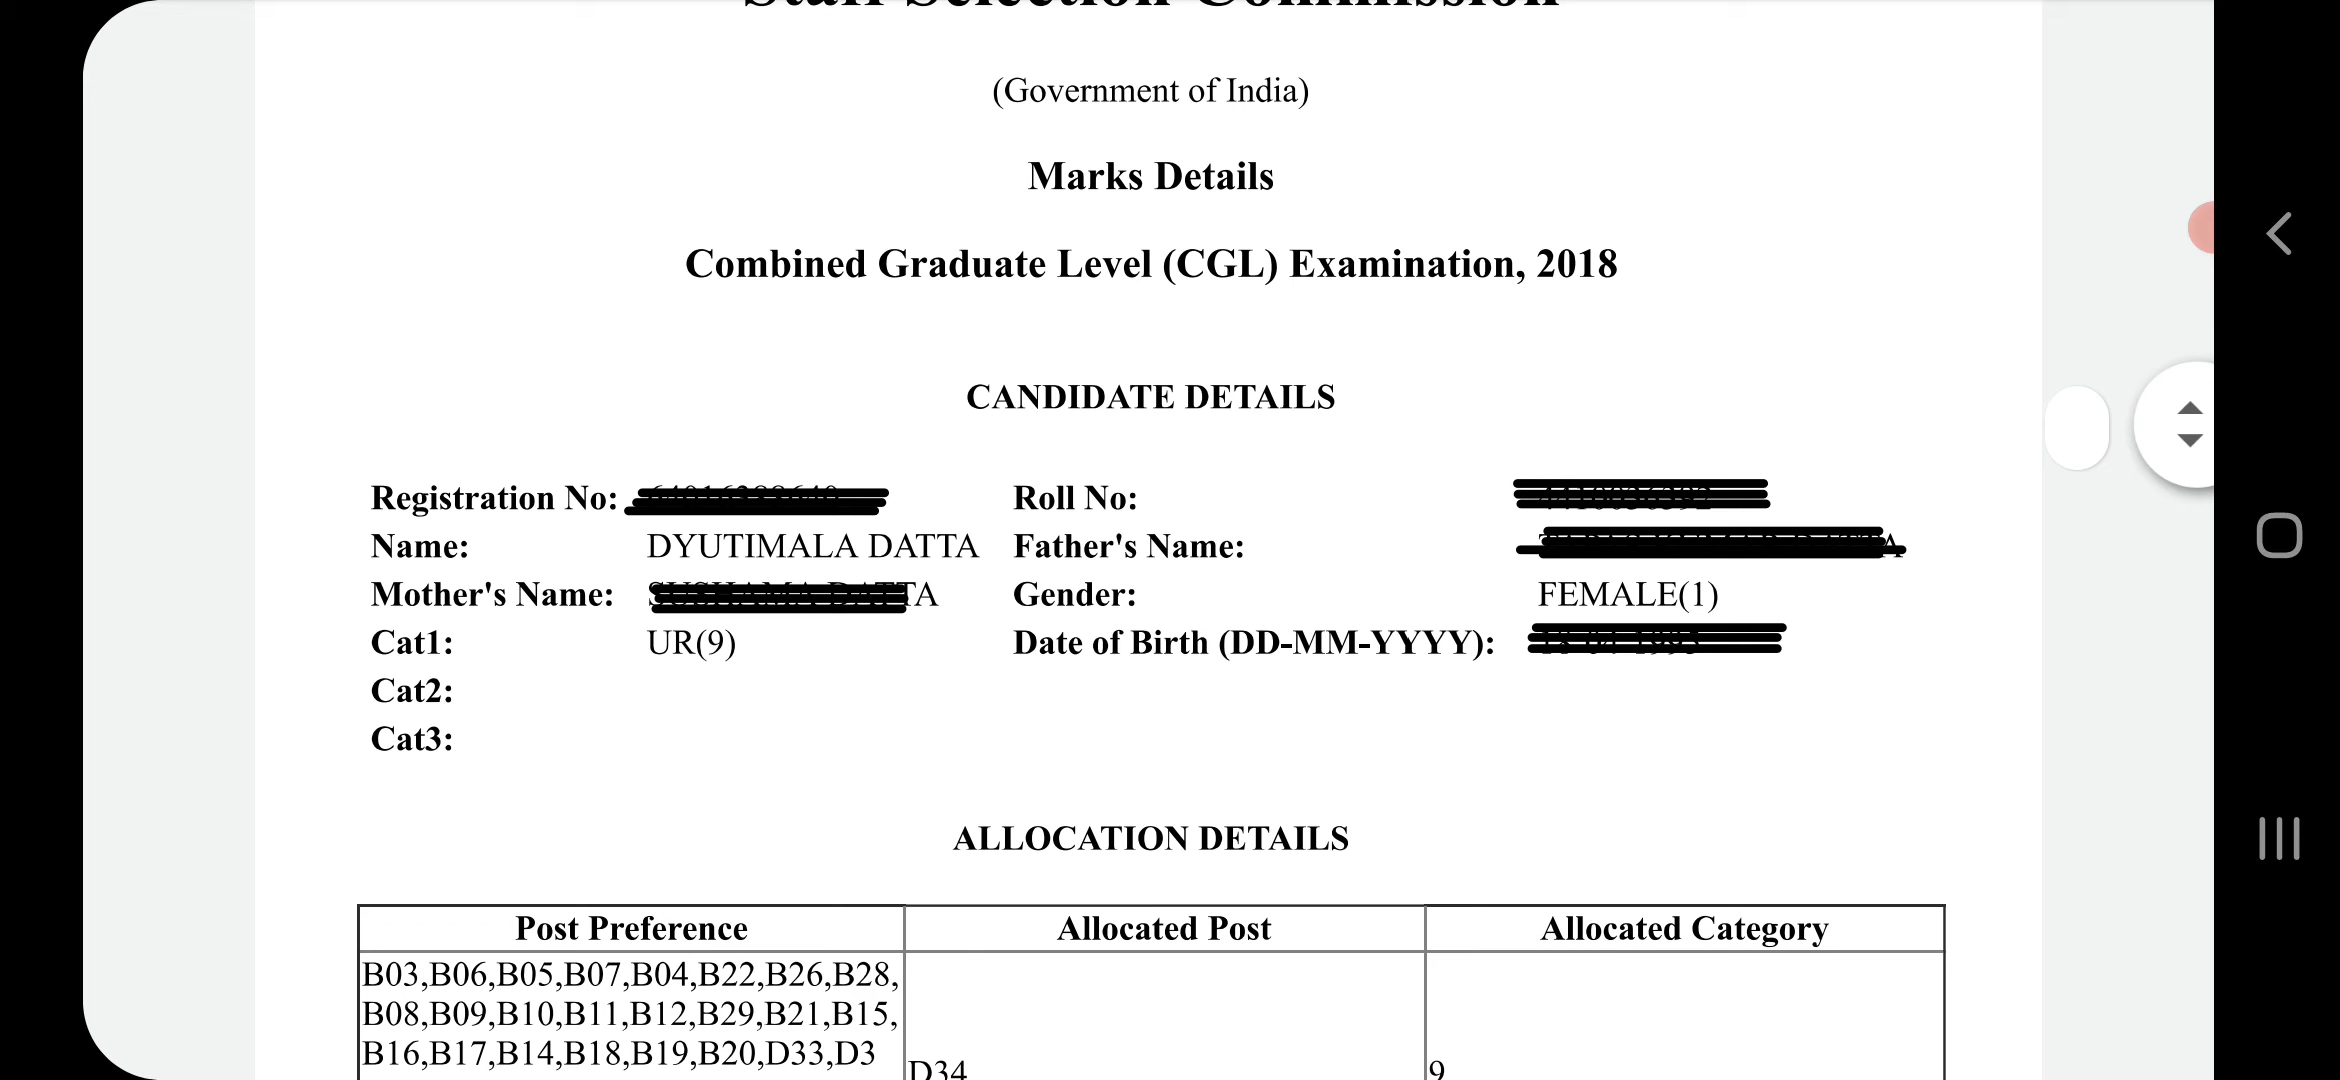 Staff Selection Commission
(Government of India)
Marks Details
Combined Graduate Level (CGL) Examination, 2018
CANDIDATE DETAILS
Registration No: Roll No:
Name: DYUTIMALA DATTA Father's Name:
Mother's Name: Gender: FEMALE(1)
Cat1: UR(9) Date of Birth (DD-MM-YYYY):
Cat2:
Cat3:
ALLOCATION DETAILS
Post Preference Allocated Post Allocated Category
B03,B06,B05,B07,B04,B22,B26,B28,
B08,B09,B10,B11,B12,B29,B21,B15,
B16,B17,B14,B18,B19,B20,D33,D3
D34 9